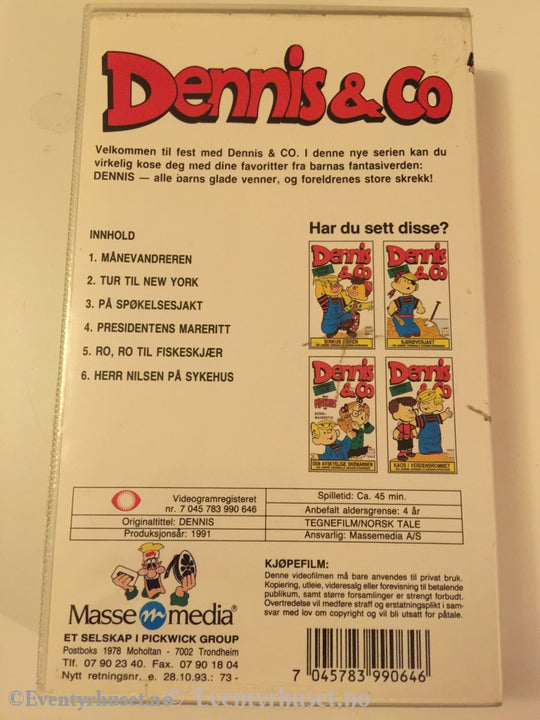 Dennis & Co
Velkommen til fest med Dennis & CO. I denne nye serien kan du
virkelig kose deg med dine favoritter fra barnas fantasiverden:
DENNIS — alle barns glade venner, og foreldrenes store skrekk!
INNHOLD
1. MÅNEVANDREREN
2. TUR TIL NEW YORK
3. PÅ SPØKELSESJAKT
4. PRESIDENTENS MARERITT
5. RO, RO TIL FISKESKJÆR
6. HERR NILSEN PÅ SYKEHUS
Har du sett disse?
Dennis & Co
Dennis & Co
SJØRØVERJAKT
Dennis & Co
DEN AVSKYELIGE SNØMANNEN
Dennis & Co
KAOS I VERDENSROMMET
Videogramregisteret
nr. 7 045 783 990 646
Originaltittel: DENNIS
Produksjonsår: 1991
Spilletid: Ca. 45 min.
Anbefalt aldersgrense: 4 år
TEGNEFILM/NORSK TALE
Ansvarlig: Massemedia A/S
Masse m media®
ET SELSKAP I PICKWICK GROUP
Postboks 1978 Moholtan - 7002 Trondheim
Tlf. 07 90 23 40. Fax. 07 90 18 04
Nytt retningsnr. e 28.10.93.: 73 -
KJØPEFILM:
Denne videofilmen må bare anvendes til privat bruk.
Kopiering, utleie, videresalg eller forevisning til betalende
publikum, samt større forsamlinger er strengt forbudt.
Overtredelse vil medføre straff og erstatningsplikt i sam-
svar med lov om copyright og vil bli utsatt for påtale.
7 045783 990646
©Eventyrhuset.no
©Eventyrhuset.no